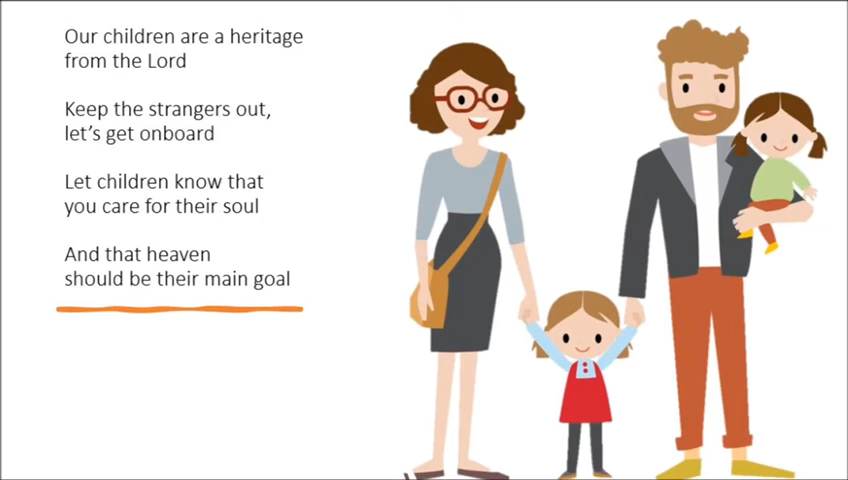 Our children are a heritage
from the Lord
Keep the strangers out,
let's get onboard
Let children know that
you care for their soul
And that heaven
should be their main goal